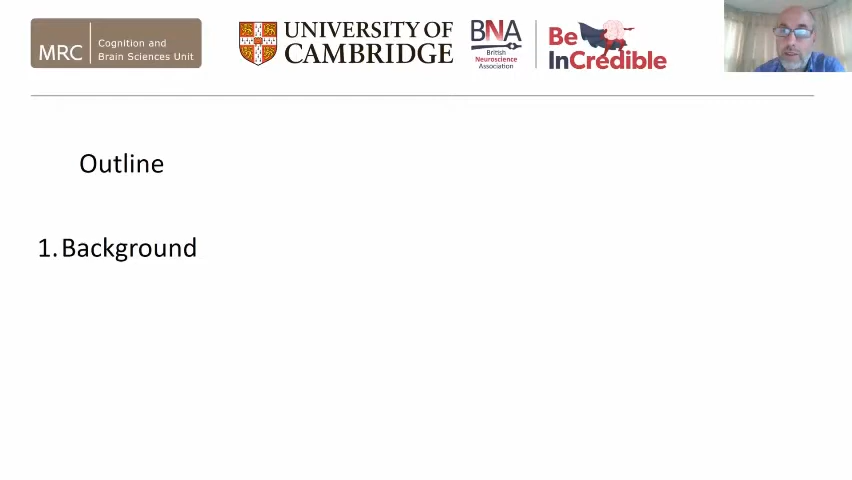 MRC
Cognition and
Brain Sciences Unit
UNIVERSITY OF
CAMBRIDGE
BNA
British
Neuroscience
Association
Be
InCredible
Outline
1. Background